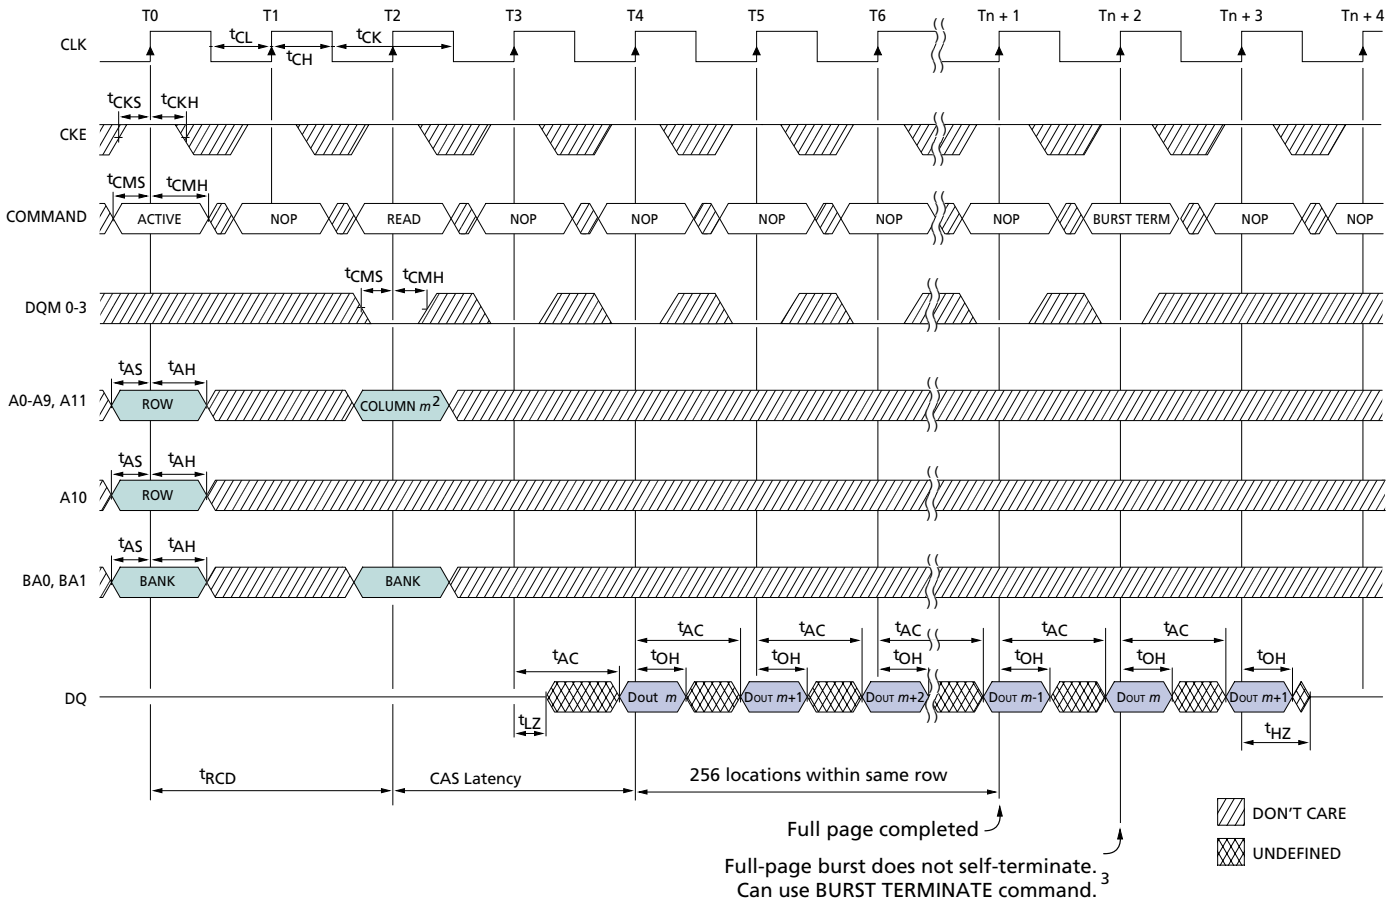 T0 T1 T2 T3 T4 T5 T6 Tn + 1 Tn + 2 Tn + 3 Tn + 4
CLK tCL tCH tCK
tCKS tCKH
CKE
tCMS tCMH
COMMAND ACTIVE NOP READ NOP NOP NOP NOP NOP BURST TERM NOP NOP
tCMS tCMH
DQM 0-3
tAS tAH
A0-A9, A11 ROW COLUMN m2
tAS tAH
A10 ROW
tAS tAH
BA0, BA1 BANK BANK
tAC tAC tAC tAC tAC
tAC tOH tOH tOH tOH tOH tOH
DQ Dout m DOUT m+1 DOUT m+2 DOUT m-1 DOUT m DOUT m+1
tLZ tHZ
tRCD CAS Latency 256 locations within same row
DON'T CARE
Full page completed
UNDEFINED
Full-page burst does not self-terminate.
Can use BURST TERMINATE command. 3